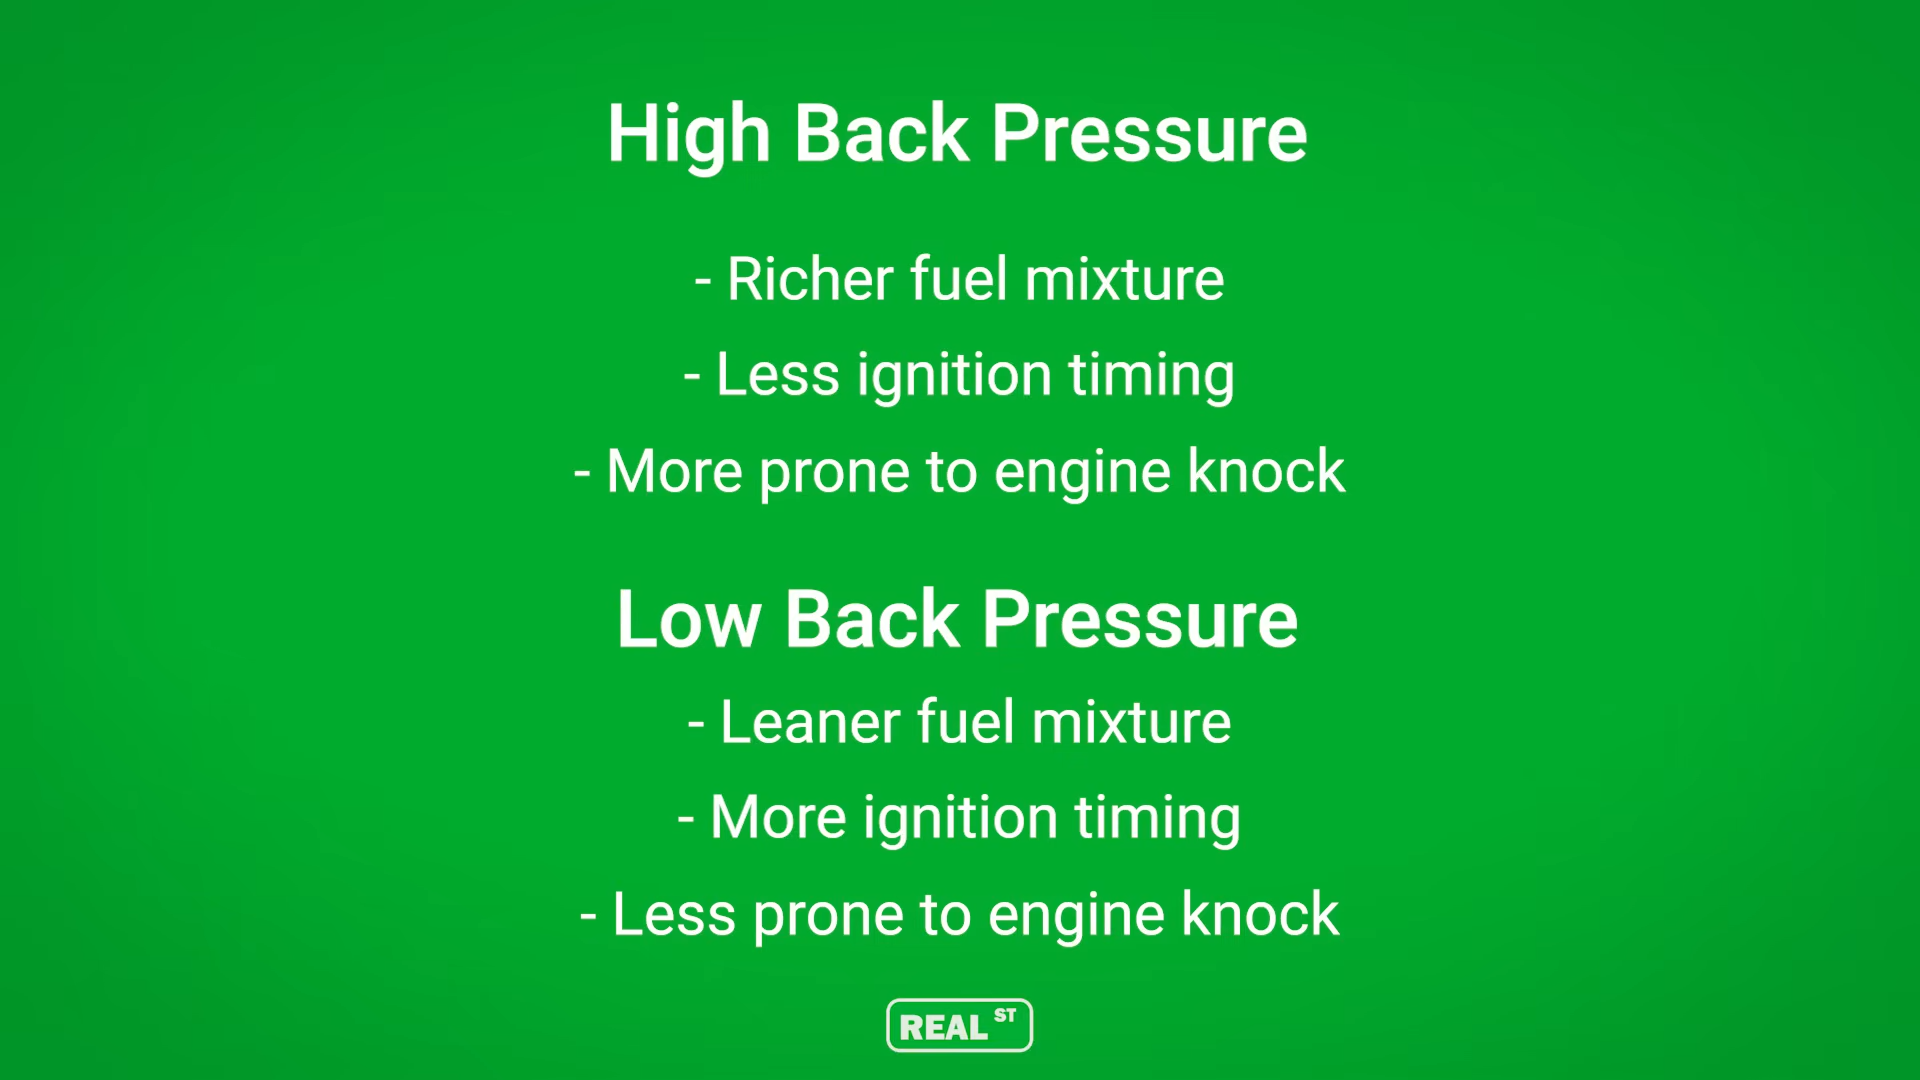 High Back Pressure
- Richer fuel mixture
- Less ignition timing
- More prone to engine knock
Low Back Pressure
- Leaner fuel mixture
- More ignition timing
- Less prone to engine knock
REAL ST